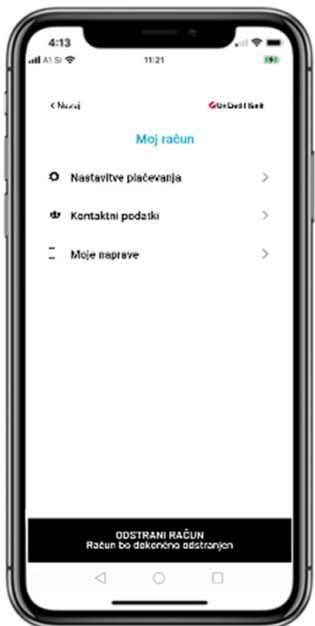 4:13
A1 SI 11:21
< Nazaj UniCredit Bank
Moj račun
Nastavitve plačevanja
Kontaktni podatki
Moje naprave
ODSTRANI RAČUN
Račun bo dokončno odstranjen